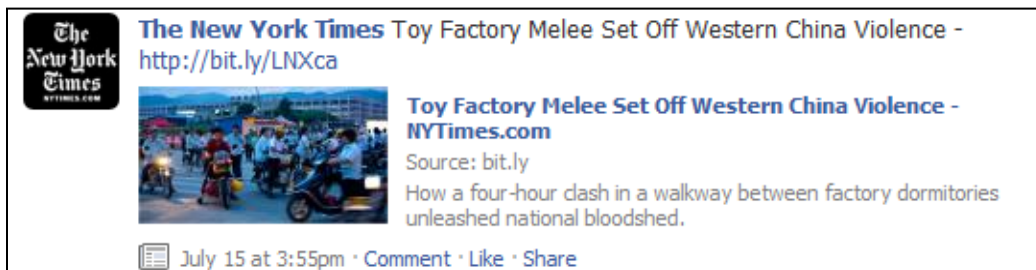 The
New York
Times
NYTIMES.COM
The New York Times Toy Factory Melee Set Off Western China Violence -
http://bit.ly/LNXca
Toy Factory Melee Set Off Western China Violence -
NYTimes.com
Source: bit.ly
How a four-hour clash in a walkway between factory dormitories
unleashed national bloodshed.
July 15 at 3:55pm · Comment · Like · Share